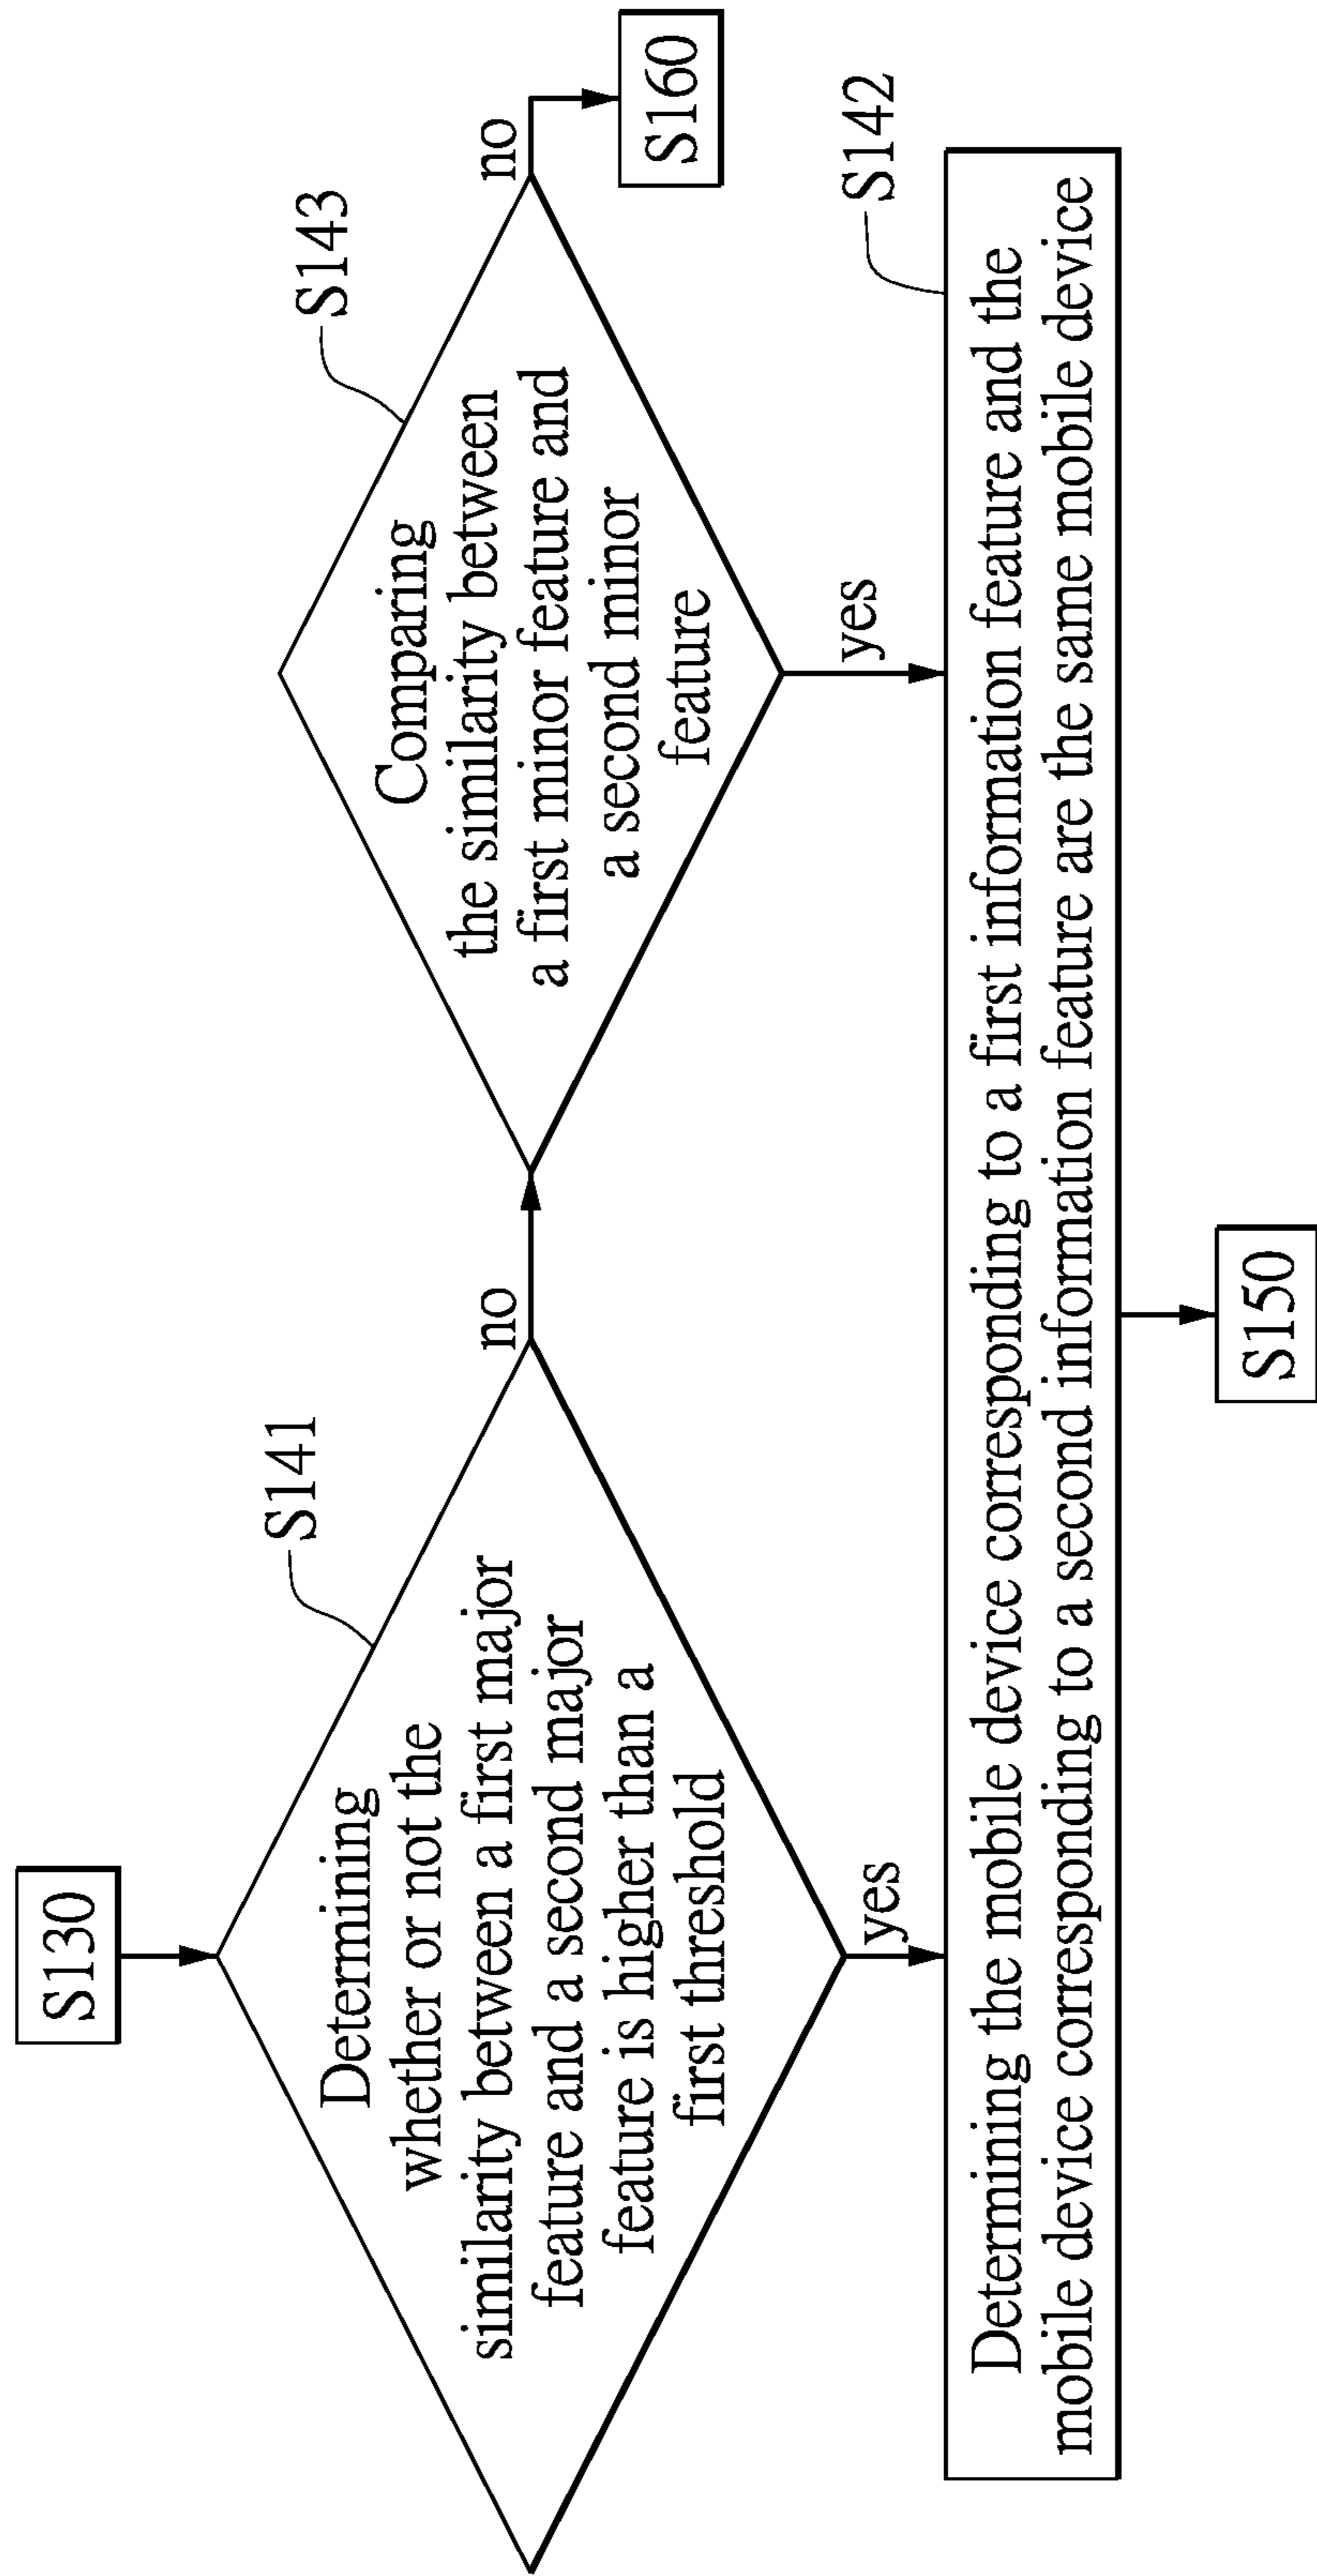 S130
S141
Determining
whether or not the
similarity between a first major
feature and a second major
feature is higher than a
first threshold
no
yes
S143
Comparing
the similarity between
a first minor feature and
a second minor
feature
no
S160
yes
S142
Determining the mobile device corresponding to a first information feature and the
mobile device corresponding to a second information feature are the same mobile device
S150